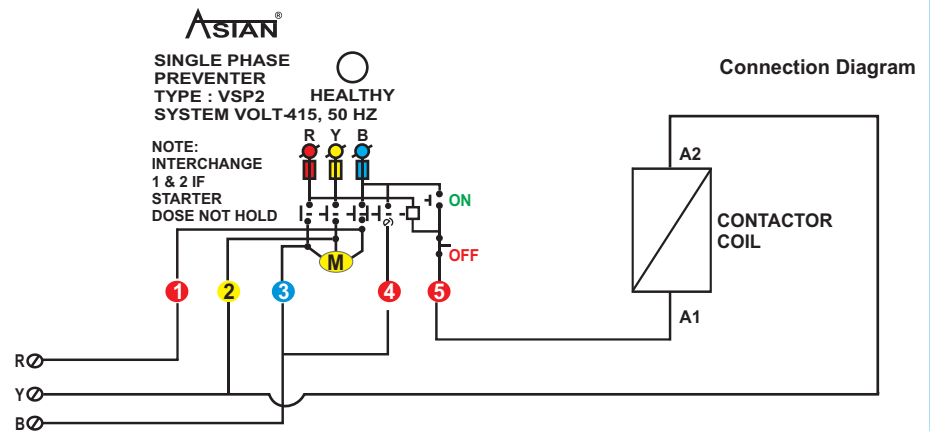 ASIAN®
SINGLE PHASE
PREVENTER
TYPE : VSP2
HEALTHY
SYSTEM VOLT-415, 50 HZ
Connection Diagram
NOTE:
INTERCHANGE
1 & 2 IF
STARTER
DOSE NOT HOLD
R Y B
ON
OFF
M
1 2 3 4 5
A2
CONTACTOR
COIL
A1
R
Y
B